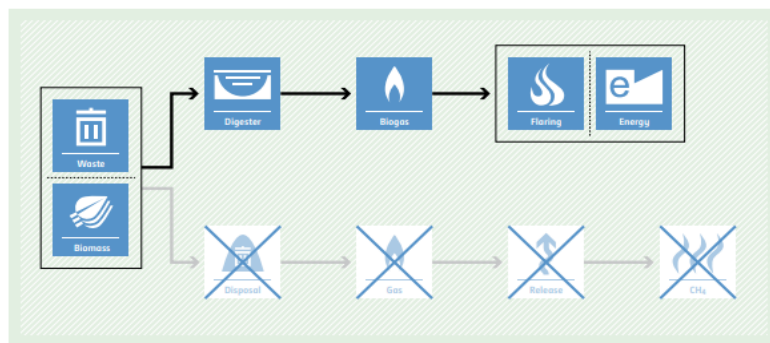 Waste
Biomass
Digester
Biogas
Flaring
e
Energy
Disposal
Gas
Release
CH₄